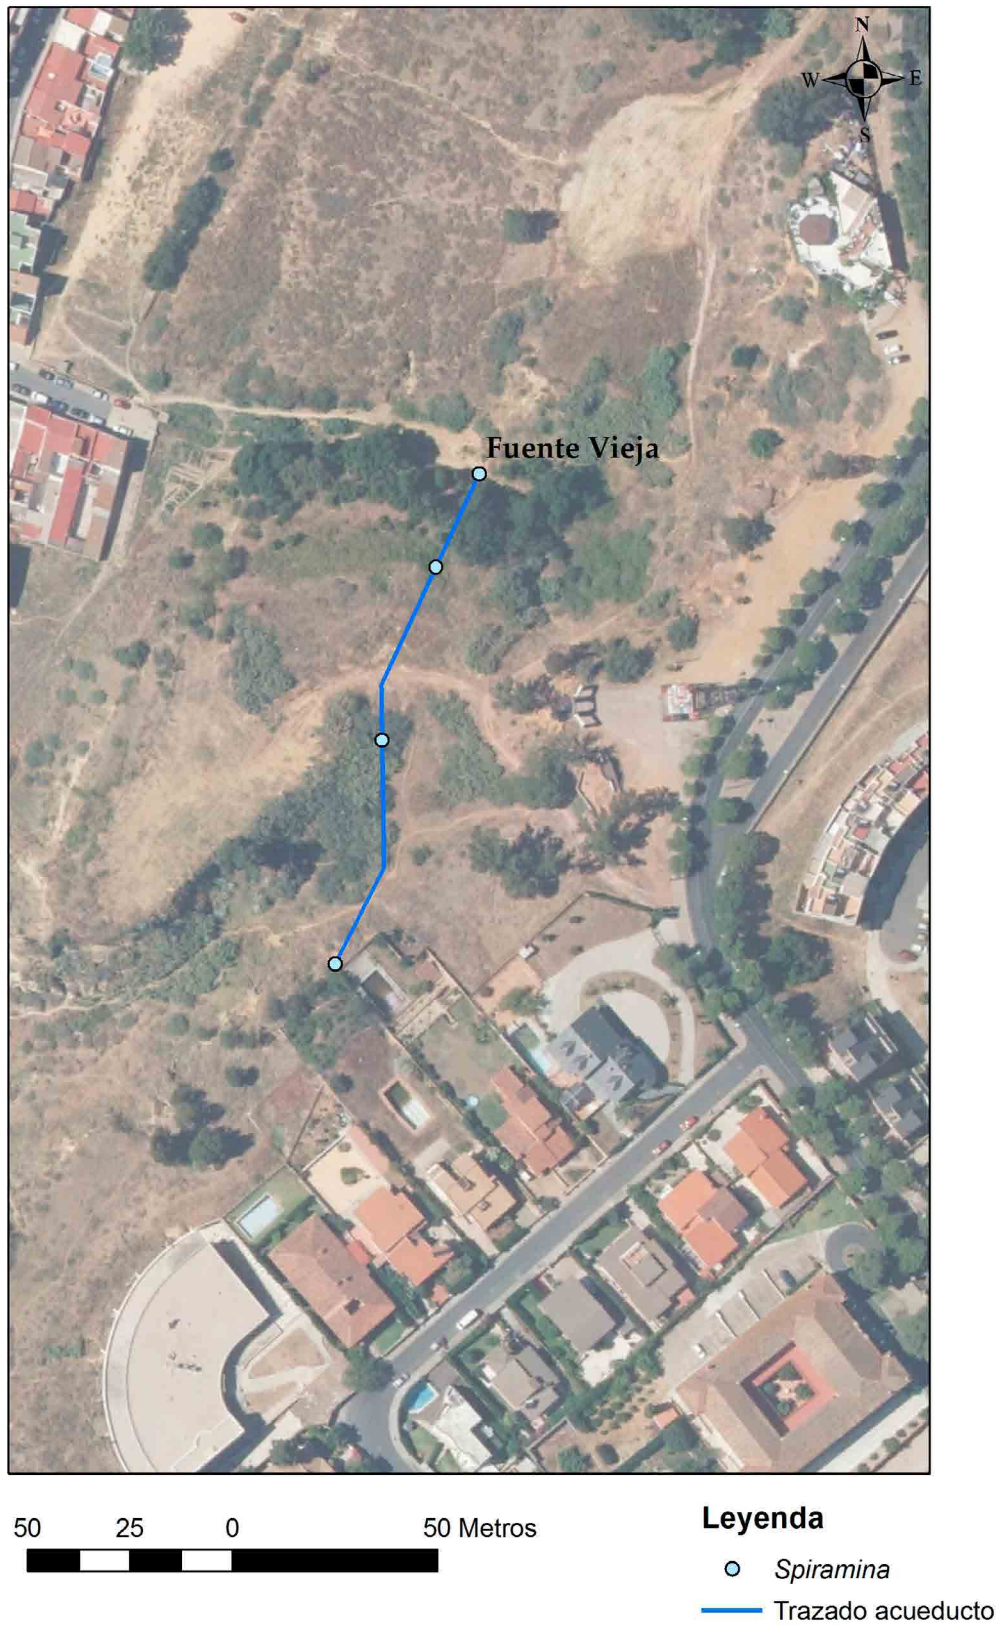 N
W E
S
Fuente Vieja
50 25 0 50 Metros
Leyenda
Spiramina
Trazado acueducto